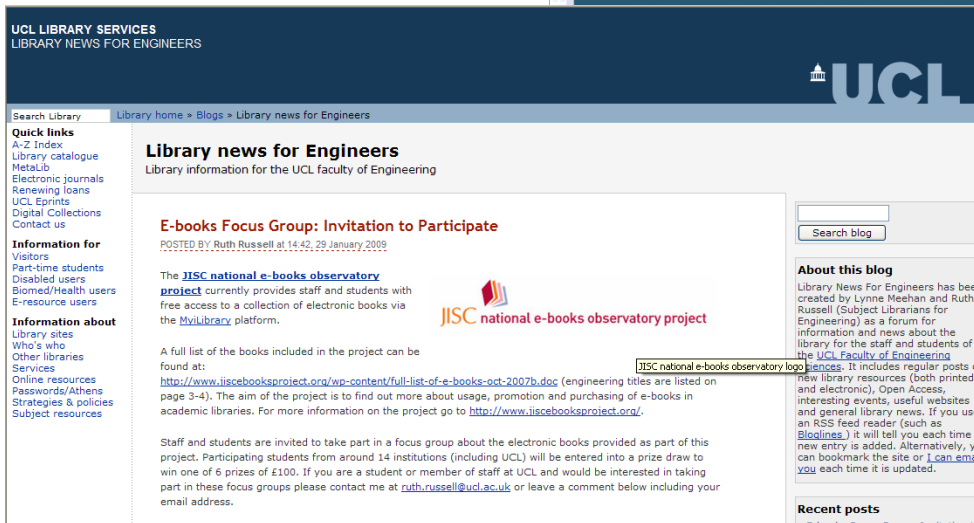 UCL LIBRARY SERVICES
LIBRARY NEWS FOR ENGINEERS
UCL
Search Library
Library home » Blogs » Library news for Engineers
Quick links
A-Z Index
Library catalogue
MetaLib
Electronic journals
Renewing loans
UCL Eprints
Digital Collections
Contact us
Information for
Visitors
Part-time students
Disabled users
Biomed/Health users
E-resource users
Information about
Library sites
Who's who
Other libraries
Services
Online resources
Passwords/Athens
Strategies & policies
Subject resources
Library news for Engineers
Library information for the UCL faculty of Engineering
E-books Focus Group: Invitation to Participate
POSTED BY Ruth Russell at 14:42, 29 January 2009
The JISC national e-books observatory
project currently provides staff and students with
free access to a collection of electronic books via
the MyiLibrary platform.
JISC national e-books observatory project
A full list of the books included in the project can be
found at:
JISC national e-books observatory logo
http://www.jiscebooksproject.org/wp-content/full-list-of-e-books-oct-2007b.doc (engineering titles are listed on
page 3-4). The aim of the project is to find out more about usage, promotion and purchasing of e-books in
academic libraries. For more information on the project go to http://www.jiscebooksproject.org/.
Staff and students are invited to take part in a focus group about the electronic books provided as part of this
project. Participating students from around 14 institutions (including UCL) will be entered into a prize draw to
win one of 6 prizes of £100. If you are a student or member of staff at UCL and would be interested in taking
part in these focus groups please contact me at ruth.russell@ucl.ac.uk or leave a comment below including your
email address.
Search blog
About this blog
Library News For Engineers has bee
created by Lynne Meehan and Ruth
Russell (Subject Librarians for
Engineering) as a forum for
information and news about the
library for the staff and students of
the UCL Faculty of Engineering
ciences. It includes regular posts o
new library resources (both printed
and electronic), Open Access,
interesting events, useful websites
and general library news. If you us
an RSS feed reader (such as
Bloglines ) it will tell you each time
new entry is added. Alternatively, y
can bookmark the site or I can ema
you each time it is updated.
Recent posts